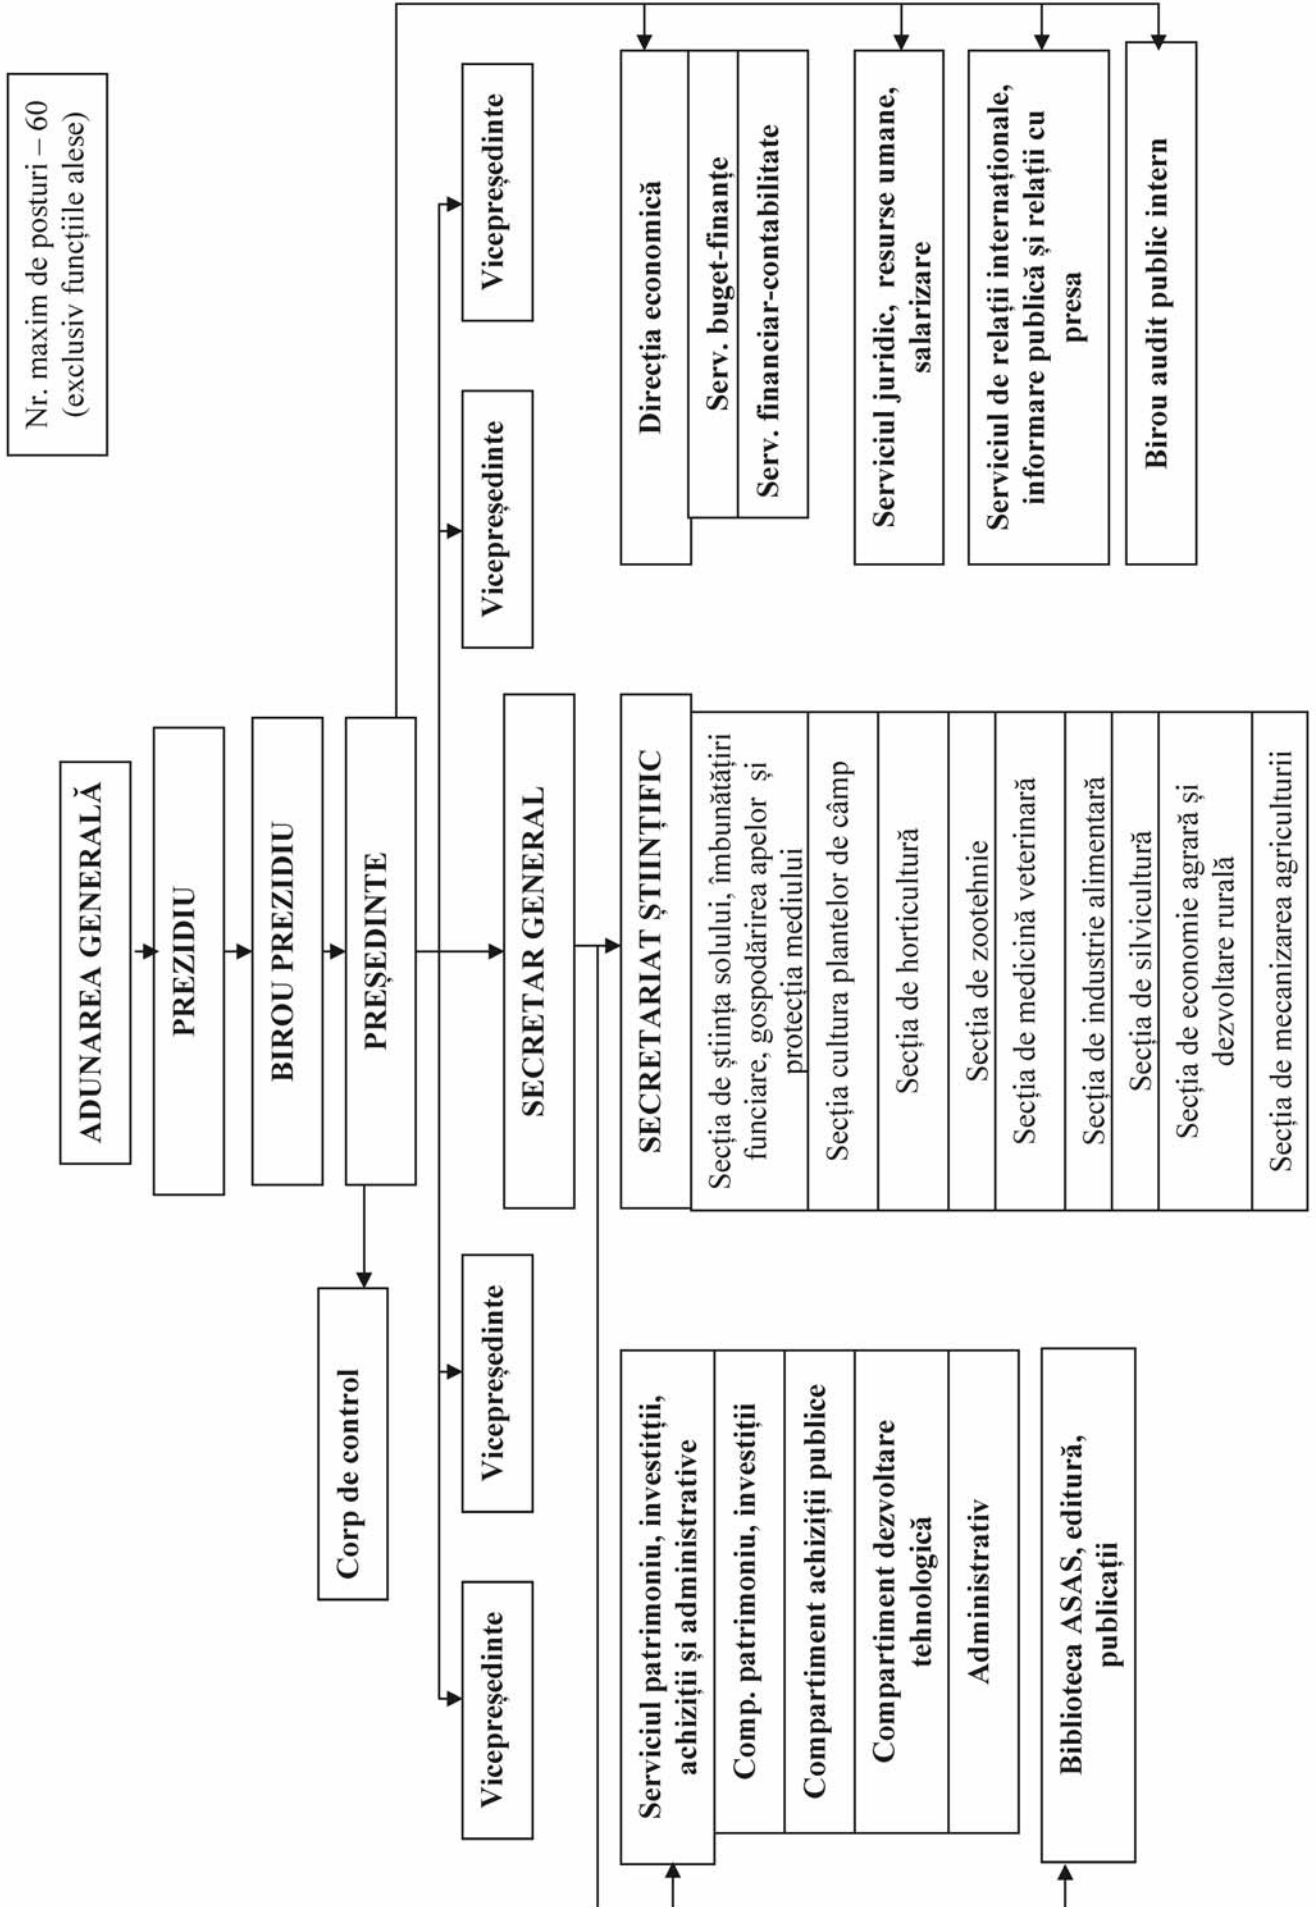 Nr. maxim de posturi – 60
(exclusiv funcțiile alese)
ADUNAREA GENERALĂ
PREZIDIU
BIROU PREZIDIU
PREȘEDINTE
Corp de control
Vicepreședinte
Vicepreședinte
Vicepreședinte
Vicepreședinte
SECRETAR GENERAL
Serviciul patrimoniu, investitții,
achiziții și administrative
Comp. patrimoniu, investiții
Compartiment achiziții publice
Compartiment dezvoltare
tehnologică
Administrativ
Biblioteca ASAS, editură,
publicații
SECRETARIAT ȘTIINȚIFIC
Secția de știința solului, îmbunătățiri
funciare, gospodărirea apelor și
protecția mediului
Secția cultura plantelor de câmp
Secția de horticultură
Secția de zootehnie
Secția de medicină veterinară
Secția de industrie alimentară
Secția de silvicultură
Secția de economie agrară și
dezvoltare rurală
Secția de mecanizarea agriculturii
Direcția economică
Serv. buget-finanțe
Serv. financiar-contabilitate
Serviciul juridic, resurse umane,
salarizare
Serviciul de relații internaționale,
informare publică și relații cu
presa
Birou audit public intern